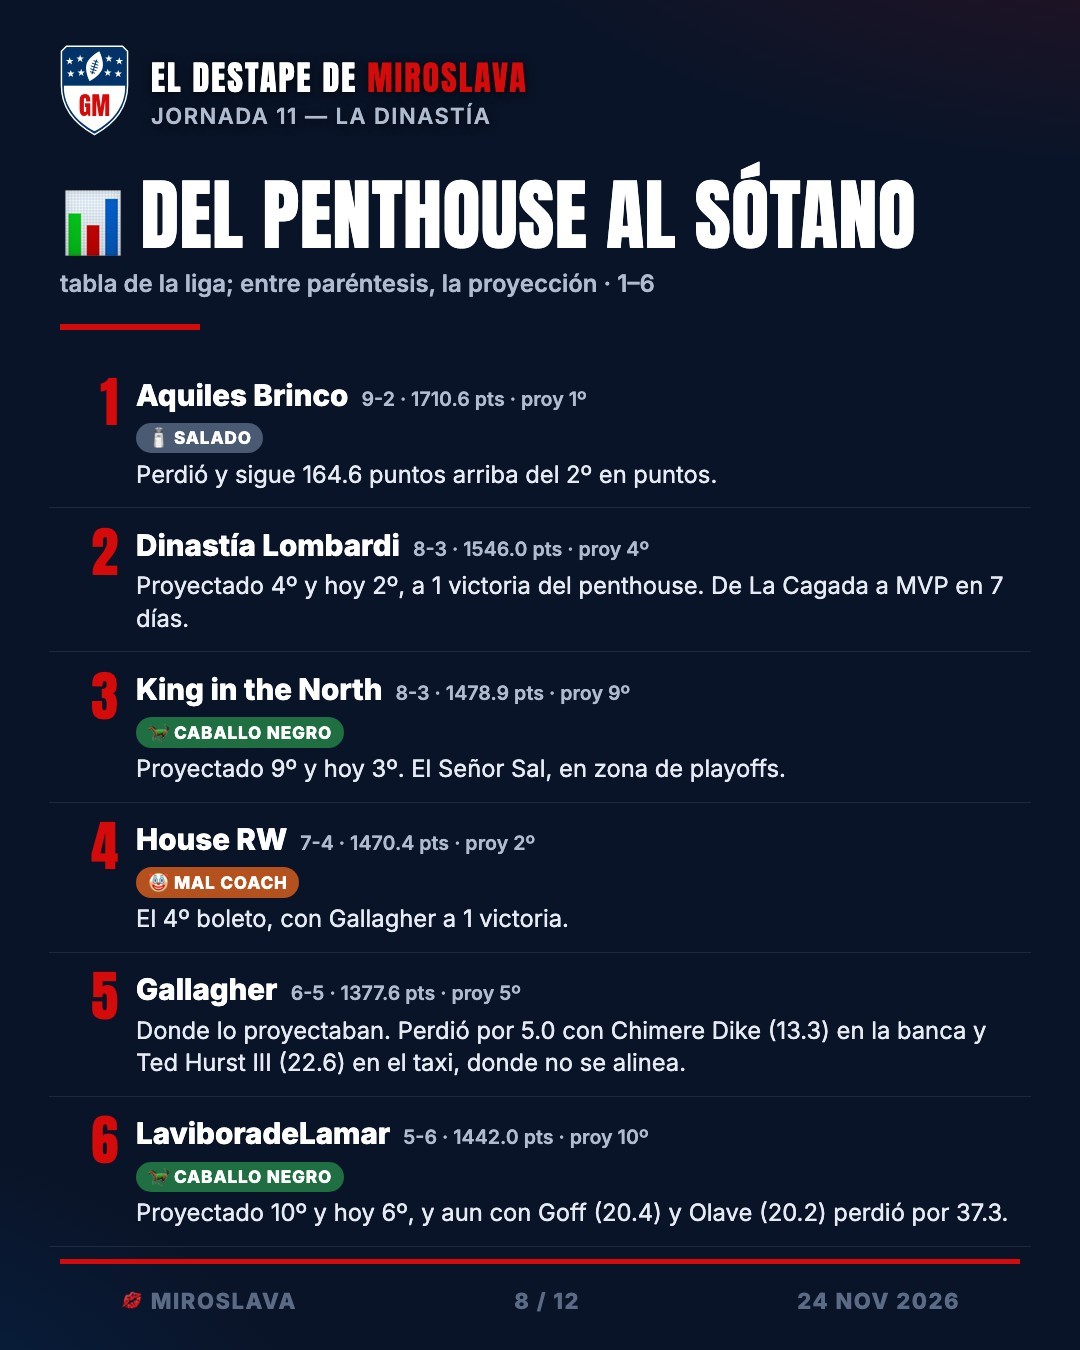 GM
EL DESTAPE DE MIROSLAVA
JORNADA 11 — LA DINASTÍA
DEL PENTHOUSE AL SÓTANO
tabla de la liga; entre paréntesis, la proyección · 1–6
1 Aquiles Brinco 9-2 · 1710.6 pts · proy 1º
SALADO
Perdió y sigue 164.6 puntos arriba del 2º en puntos.
2 Dinastía Lombardi 8-3 · 1546.0 pts · proy 4º
Proyectado 4º y hoy 2º, a 1 victoria del penthouse. De La Cagada a MVP en 7
días.
3 King in the North 8-3 · 1478.9 pts · proy 9º
CABALLO NEGRO
Proyectado 9º y hoy 3º. El Señor Sal, en zona de playoffs.
4 House RW 7-4 · 1470.4 pts · proy 2º
MAL COACH
El 4º boleto, con Gallagher a 1 victoria.
5 Gallagher 6-5 · 1377.6 pts · proy 5º
Donde lo proyectaban. Perdió por 5.0 con Chimere Dike (13.3) en la banca y
Ted Hurst III (22.6) en el taxi, donde no se alinea.
6 LaviboradeLamar 5-6 · 1442.0 pts · proy 10º
CABALLO NEGRO
Proyectado 10º y hoy 6º, y aun con Goff (20.4) y Olave (20.2) perdió por 37.3.
MIROSLAVA 8 / 12 24 NOV 2026